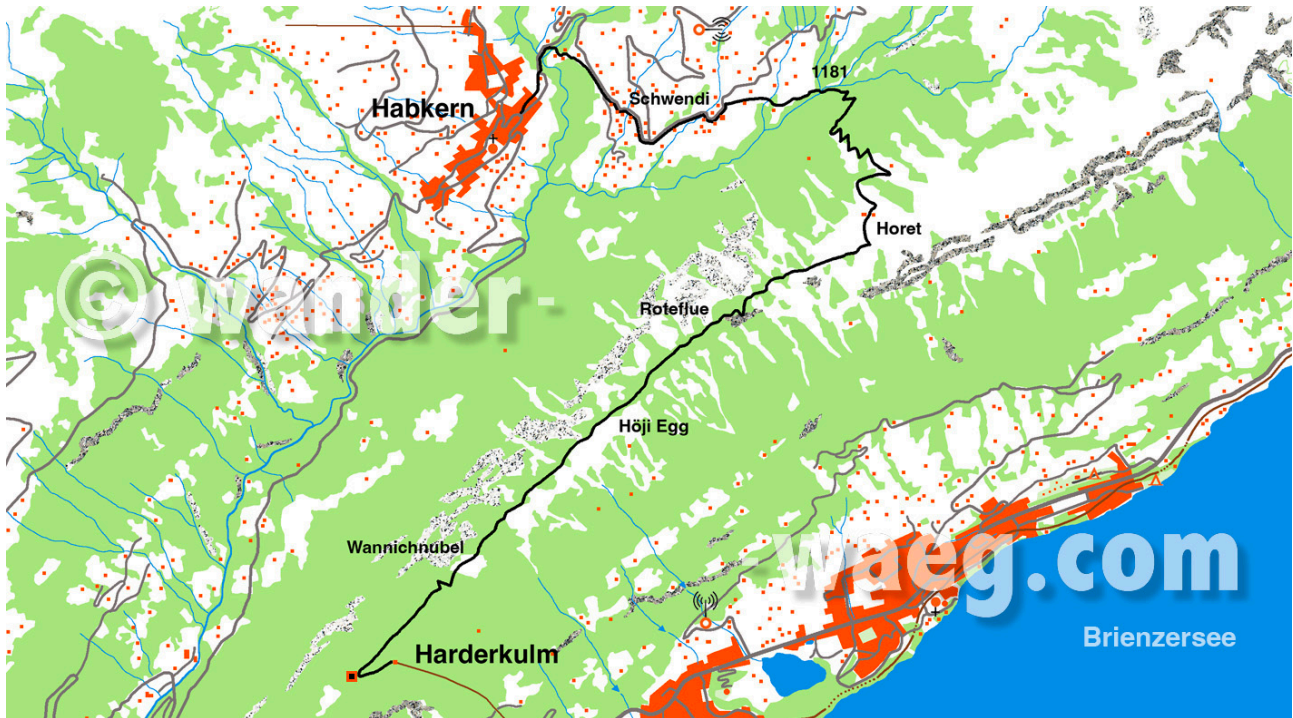 1181
Schwendi
Habkern
Horet
© wander-
Roteflue
Höji Egg
Wannichnubel
-waeg.com
Brienzersee
Harderkulm